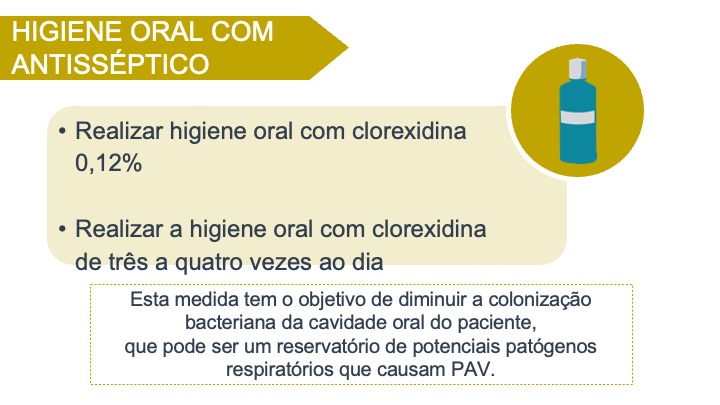 HIGIENE ORAL COM
ANTISSÉPTICO
• Realizar higiene oral com clorexidina
0,12%
• Realizar a higiene oral com clorexidina
de três a quatro vezes ao dia
Esta medida tem o objetivo de diminuir a colonização
bacteriana da cavidade oral do paciente,
que pode ser um reservatório de potenciais patógenos
respiratórios que causam PAV.